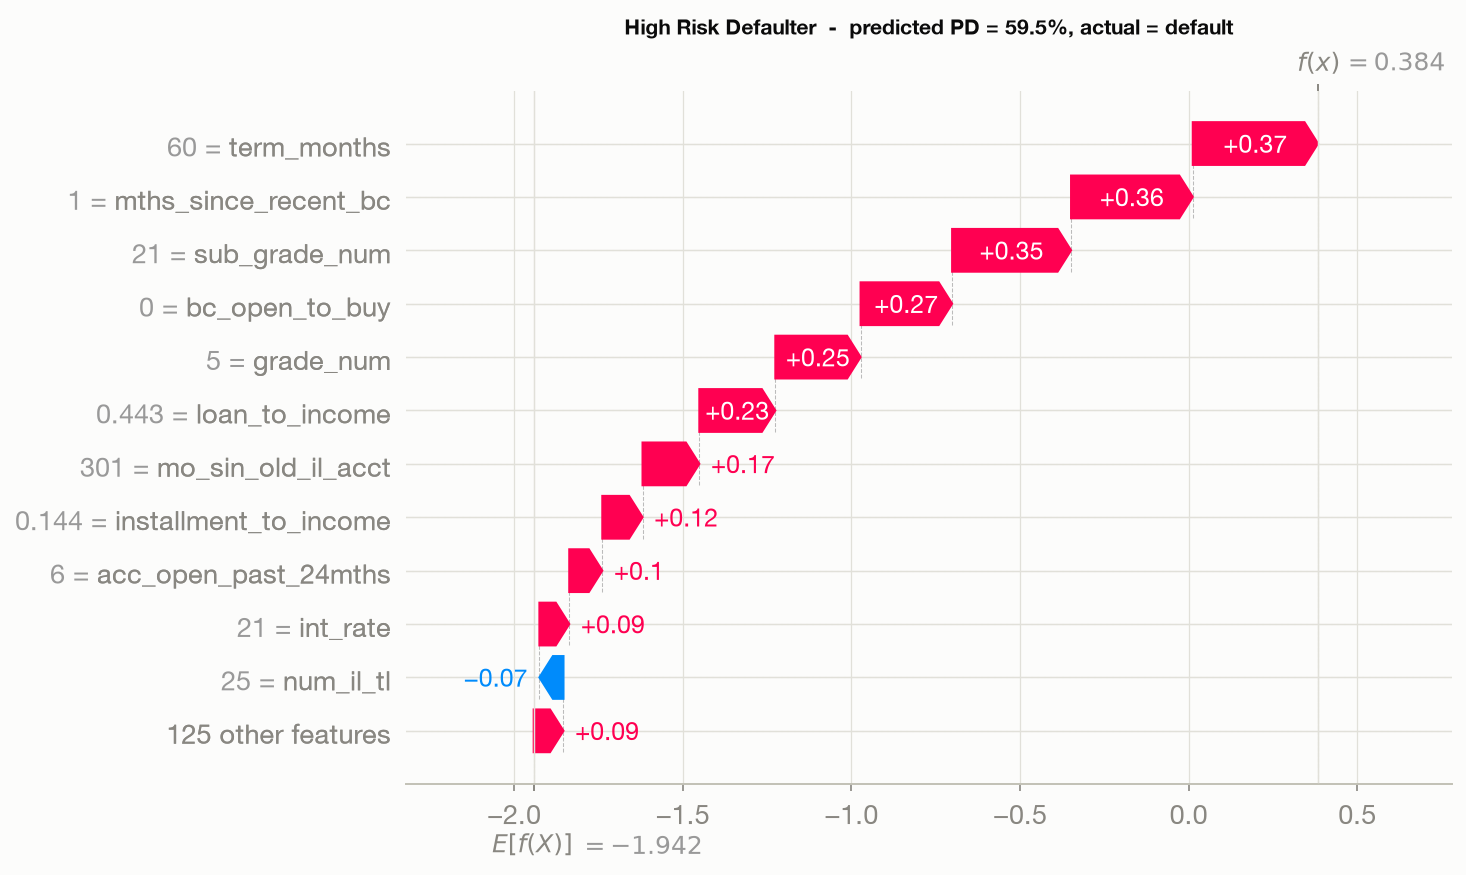 High Risk Defaulter - predicted PD = 59.5%, actual = default
f(x) = 0.384
60 = term_months
+0.37
1 = mths_since_recent_bc
+0.36
21 = sub_grade_num
+0.35
0 = bc_open_to_buy
+0.27
5 = grade_num
+0.25
0.443 = loan_to_income
+0.23
301 = mo_sin_old_il_acct
+0.17
0.144 = installment_to_income
+0.12
6 = acc_open_past_24mths
+0.1
21 = int_rate
+0.09
25 = num_il_tl
−0.07
125 other features
+0.09
−2.0 −1.5 −1.0 −0.5 0.0 0.5
E[f(X)] = −1.942